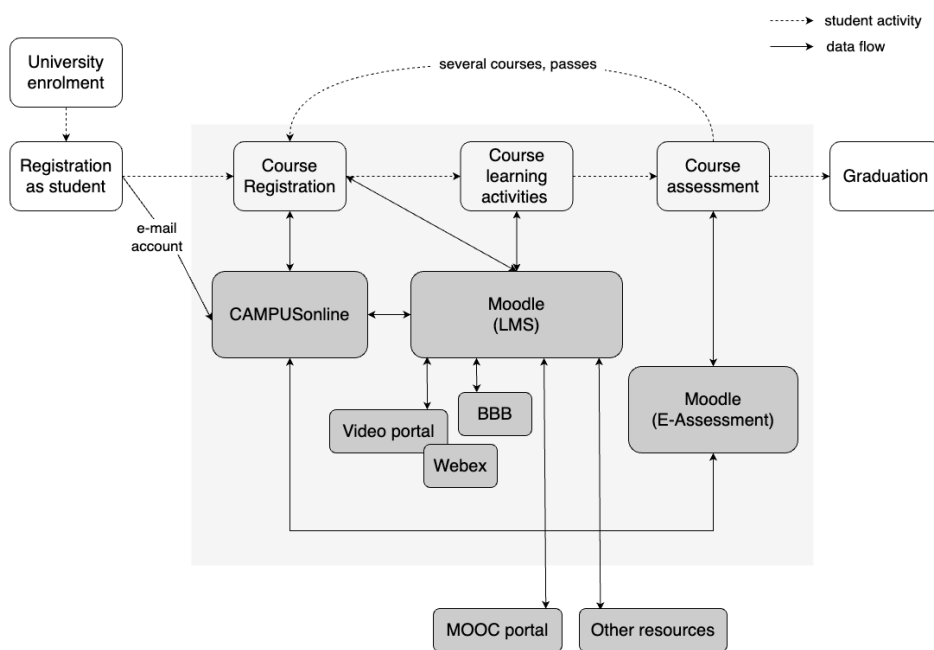 student activity
data flow
University
enrolment
several courses, passes
Registration
as student
Course
Registration
Course
learning
activities
Course
assessment
Graduation
e-mail
account
CAMPUSonline
Moodle
(LMS)
Moodle
(E-Assessment)
BBB
Video portal
Webex
MOOC portal
Other resources